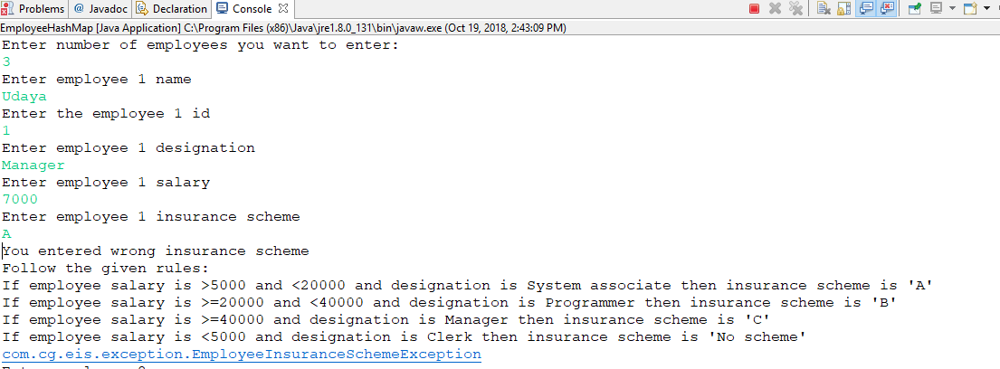 Problems @ Javadoc Declaration Console
EmployeeHashMap [Java Application] C:\Program Files (x86)\Java\jre1.8.0_131\bin\javaw.exe (Oct 19, 2018, 2:43:09 PM)
Enter number of employees you want to enter:
3
Enter employee 1 name
Udaya
Enter the employee 1 id
1
Enter employee 1 designation
Manager
Enter employee 1 salary
7000
Enter employee 1 insurance scheme
A
You entered wrong insurance scheme
Follow the given rules:
If employee salary is >5000 and <20000 and designation is System associate then insurance scheme is 'A'
If employee salary is >=20000 and <40000 and designation is Programmer then insurance scheme is 'B'
If employee salary is >=40000 and designation is Manager then insurance scheme is 'C'
If employee salary is <5000 and designation is Clerk then insurance scheme is 'No scheme'
com.cg.eis.exception.EmployeeInsuranceSchemeException